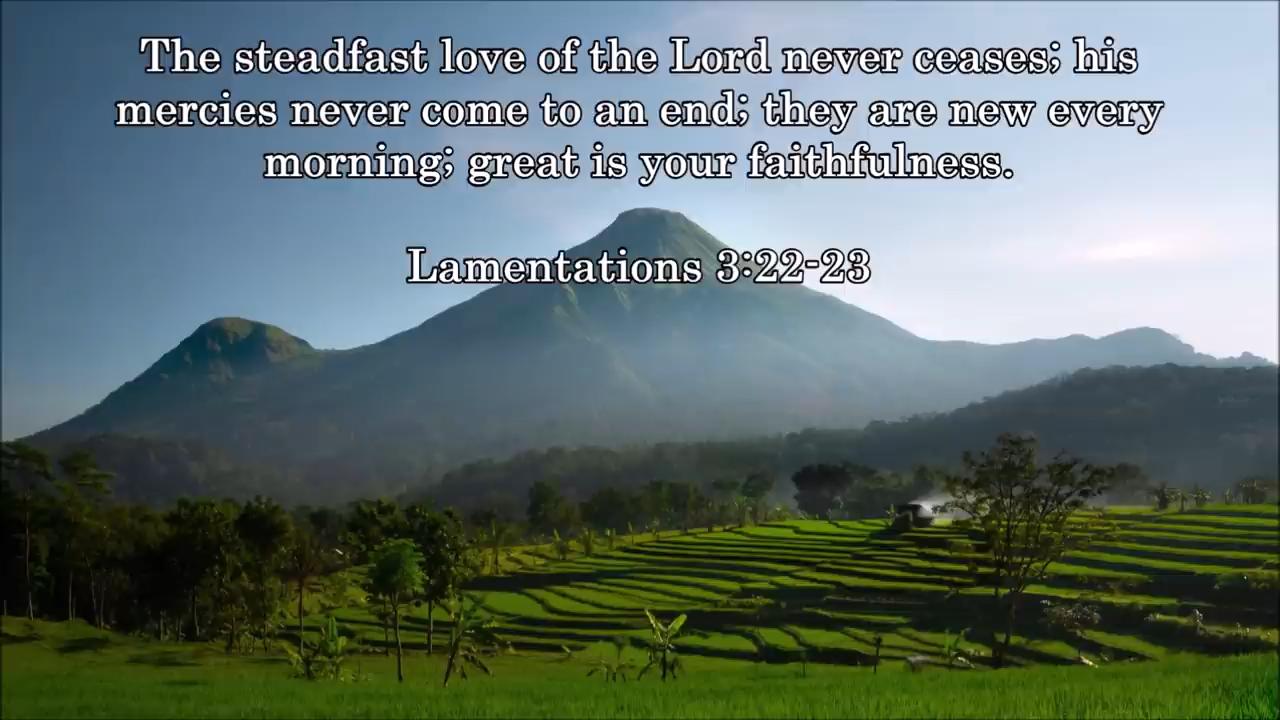 The steadfast love of the Lord never ceases; his
mercies never come to an end; they are new every
morning; great is your faithfulness.
Lamentations 3:22-23